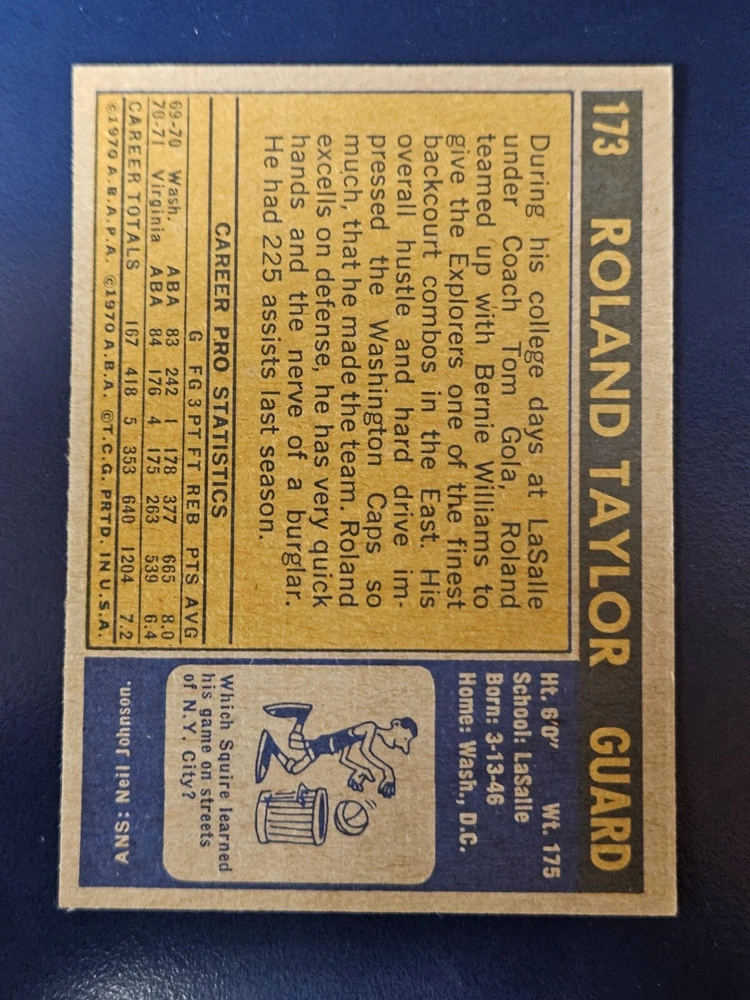 173 ROLAND TAYLOR GUARD
During his college days at LaSalle
under Coach Tom Gola, Roland
teamed up with Bernie Williams to
give the Explorers one of the finest
backcourt combos in the East. His
overall hustle and hard drive im-
pressed the Washington Caps so
much, that he made the team. Roland
excells on defense, he has very quick
hands and the nerve of a burglar.
He had 225 assists last season.
CAREER PRO STATISTICS
G FG 3PT FT REB PTS AVG
69-70 Wash. ABA 83 242 1 178 377 665 8.0
70-71 Virginia ABA 84 176 4 175 263 539 6.4
CAREER TOTALS 167 418 5 353 640 1204 7.2
©1970 A.B.A.P.A. ©1970 A.B.A. ©T.C.G. PRTD. IN U.S.A.
Ht. 6'0" Wt. 175
School: LaSalle
Born: 3-13-46
Home: Wash., D.C.
Which Squire learned
his game on streets
of N.Y. City?
ANS: Neil Johnson.